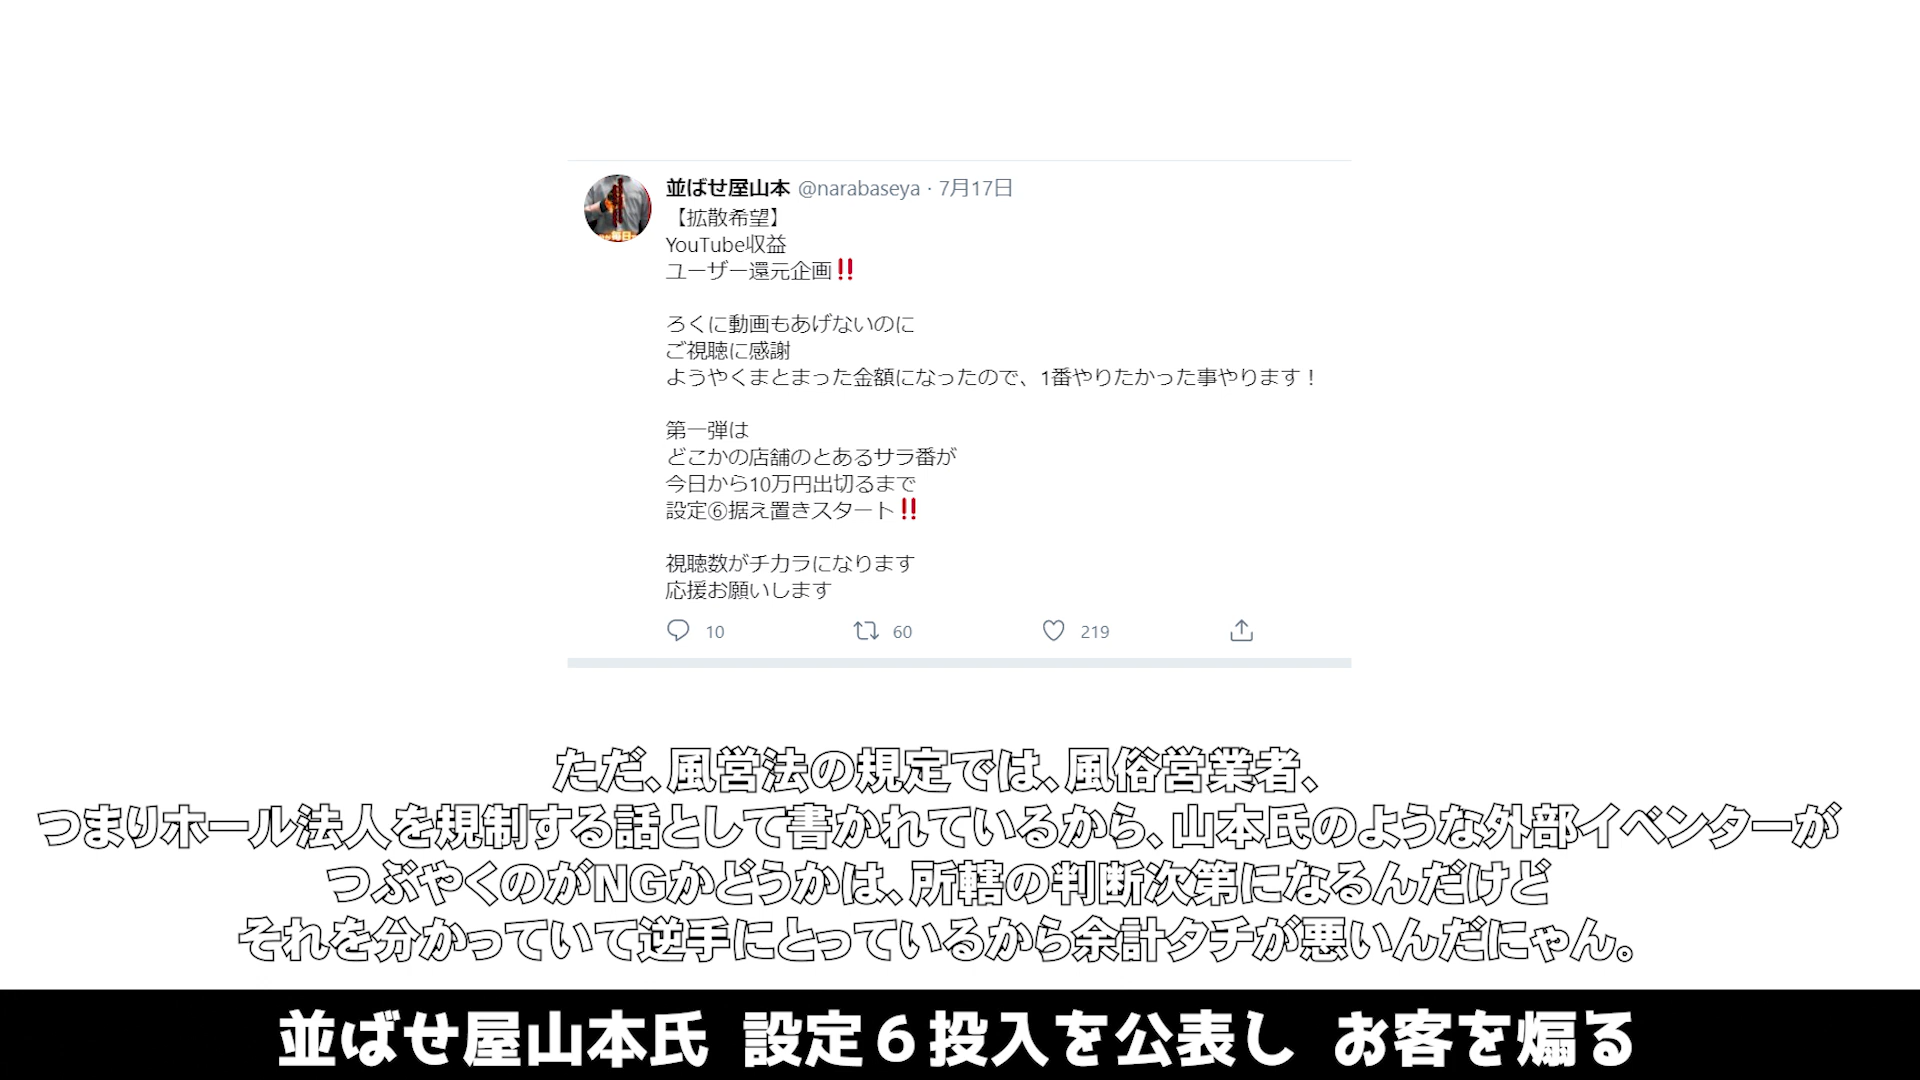 並ばせ屋山本 @narabaseya · 7月17日
【拡散希望】
YouTube収益
ユーザー還元企画‼
ろくに動画もあげないのに
ご視聴に感謝
ようやくまとまった金額になったので、1番やりたかった事やります！
第一弾は
どこかの店舗のとあるサラ番が
今日から10万円出切るまで
設定⑥据え置きスタート‼
視聴数がチカラになります
応援お願いします
10 60 219
ただ、風営法の規定では、風俗営業者、
つまりホール法人を規制する話として書かれているから、山本氏のような外部イベンターが
つぶやくのがNGかどうかは、所轄の判断次第になるんだけど
それを分かっていて逆手にとっているから余計タチが悪いんだにゃん。
並ばせ屋山本氏 設定６投入を公表し お客を煽る